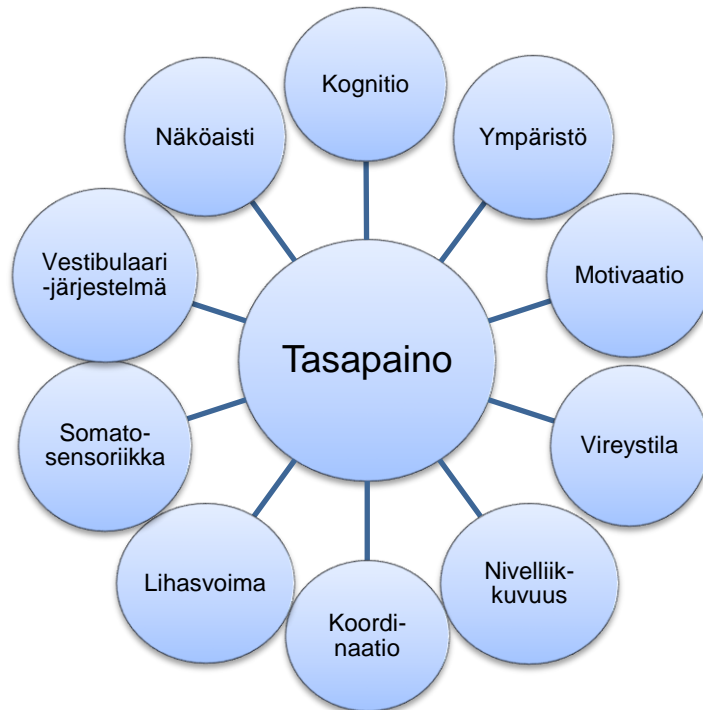 Kognitio
Näköaisti
Ympäristö
Vestibulaari
-järjestelmä
Motivaatio
Tasapaino
Somato-
sensoriikka
Vireystila
Lihasvoima
Nivelliik-
kuvuus
Koordi-
naatio